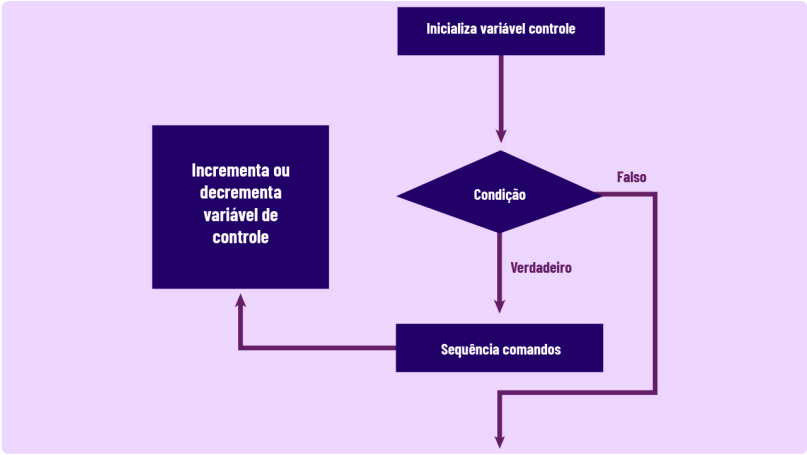 Inicializa variável controle
Condição
Falso
Verdadeiro
Sequência comandos
Incrementa ou
decrementa
variável de
controle